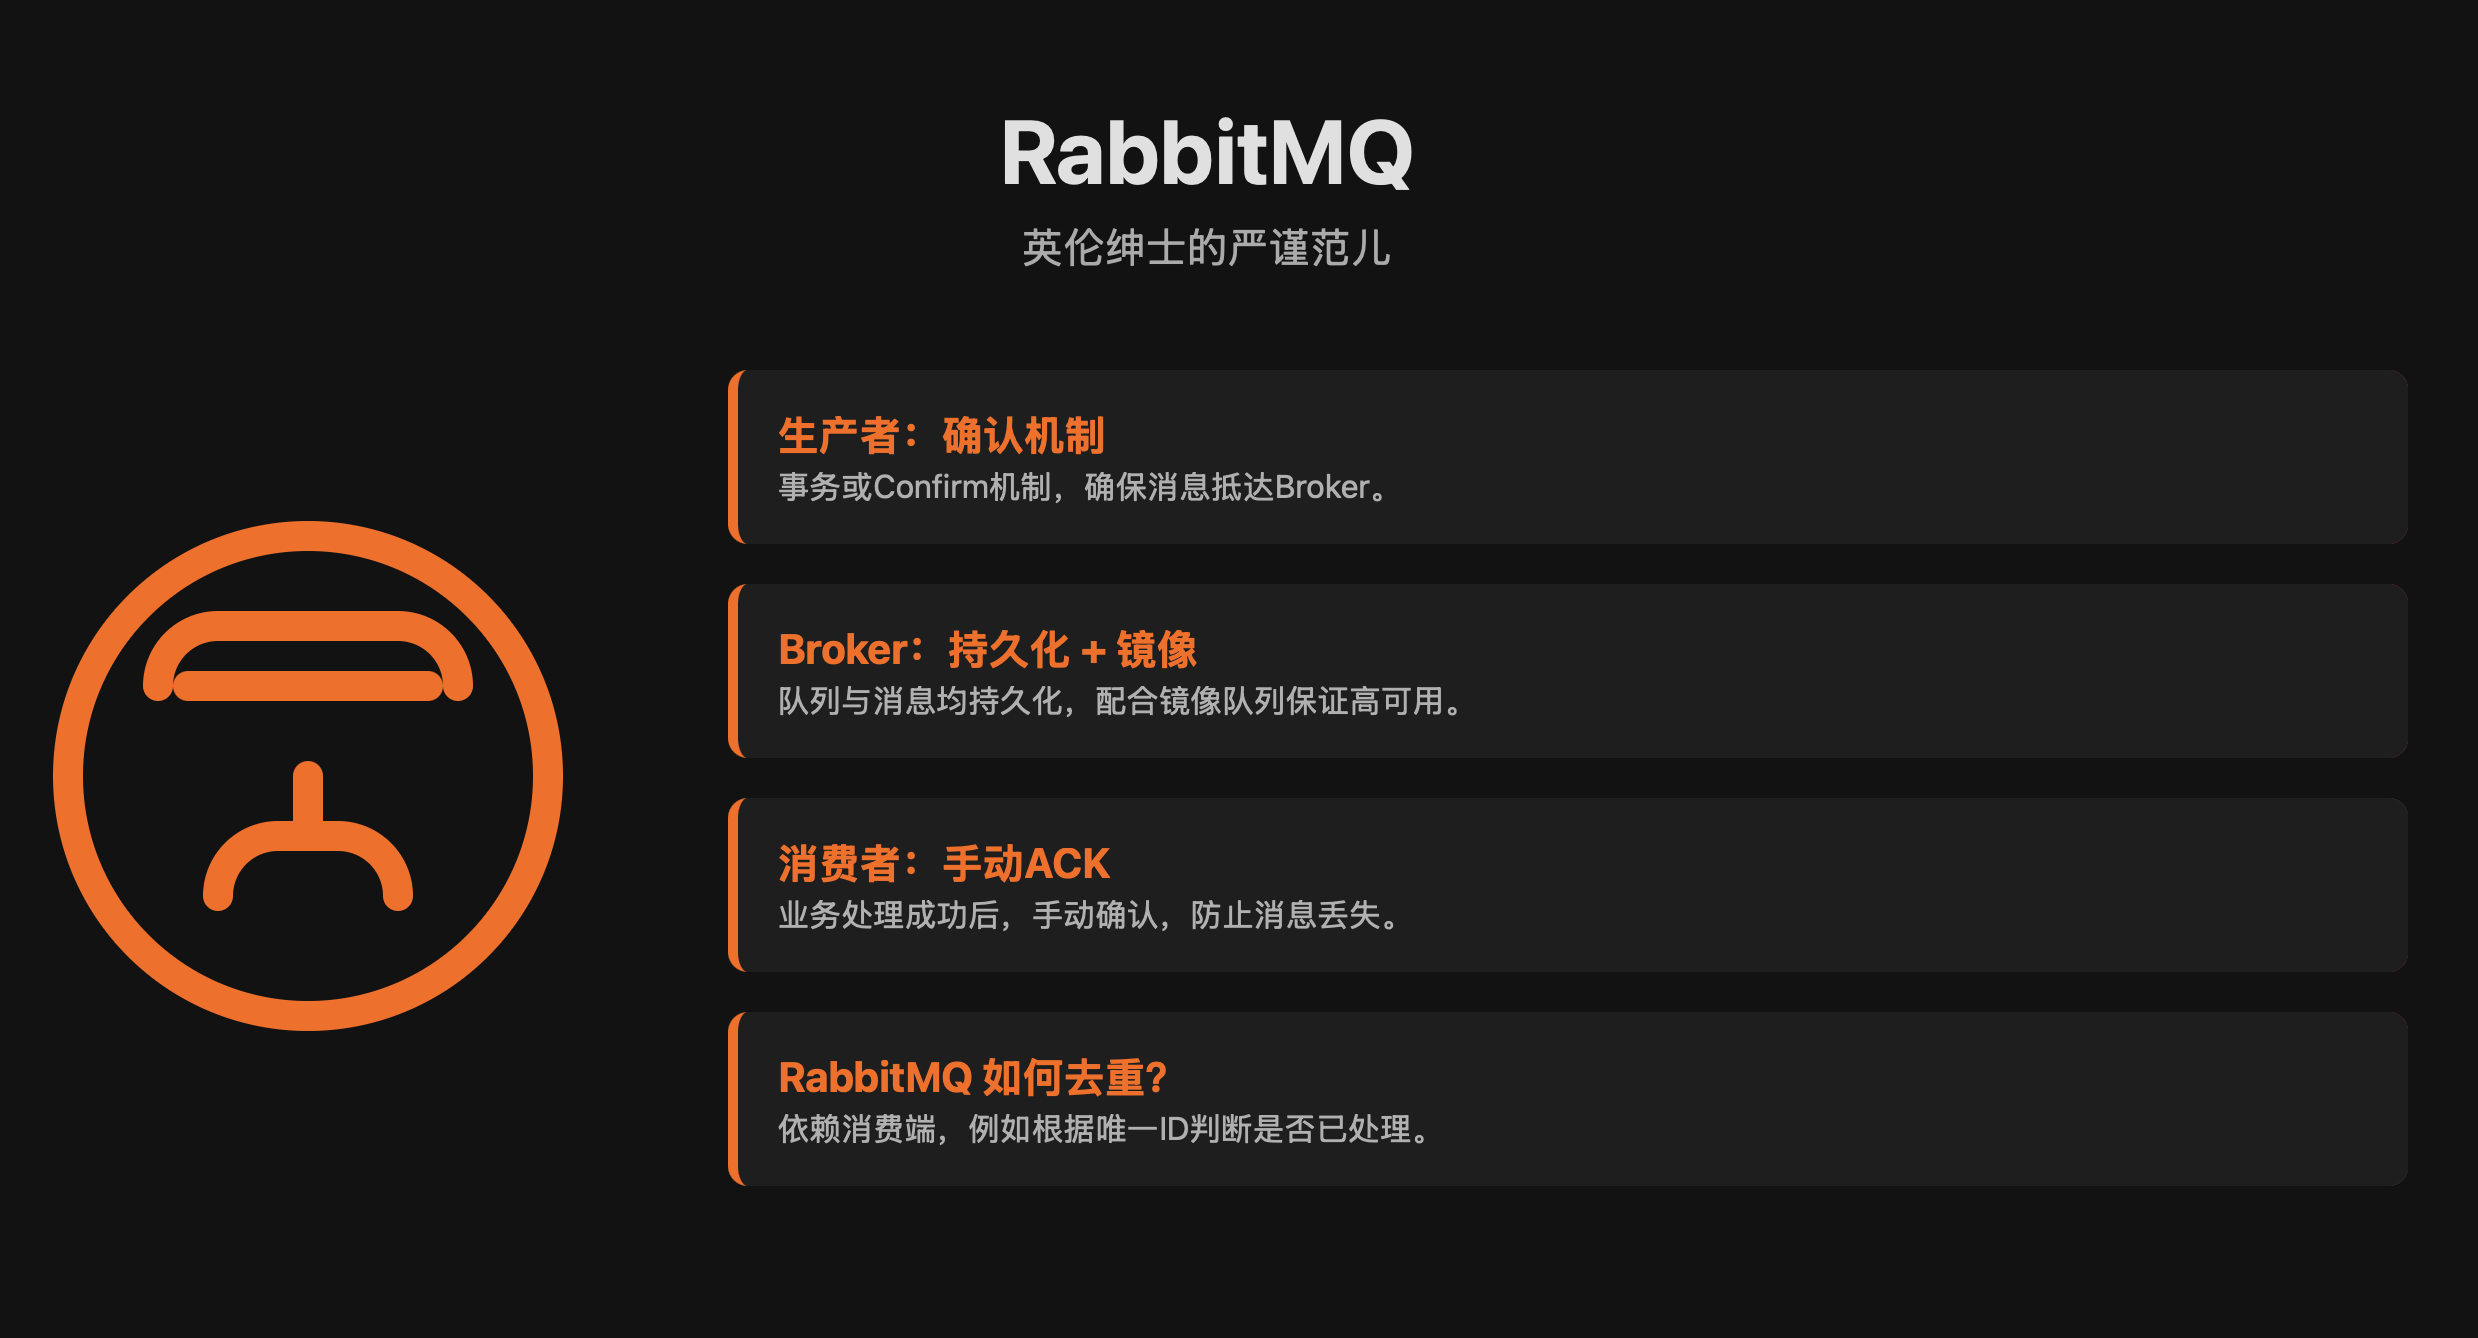 RabbitMQ
英伦绅士的严谨范儿
生产者：确认机制
事务或Confirm机制，确保消息抵达Broker。
Broker：持久化 + 镜像
队列与消息均持久化，配合镜像队列保证高可用。
消费者：手动ACK
业务处理成功后，手动确认，防止消息丢失。
RabbitMQ 如何去重？
依赖消费端，例如根据唯一ID判断是否已处理。